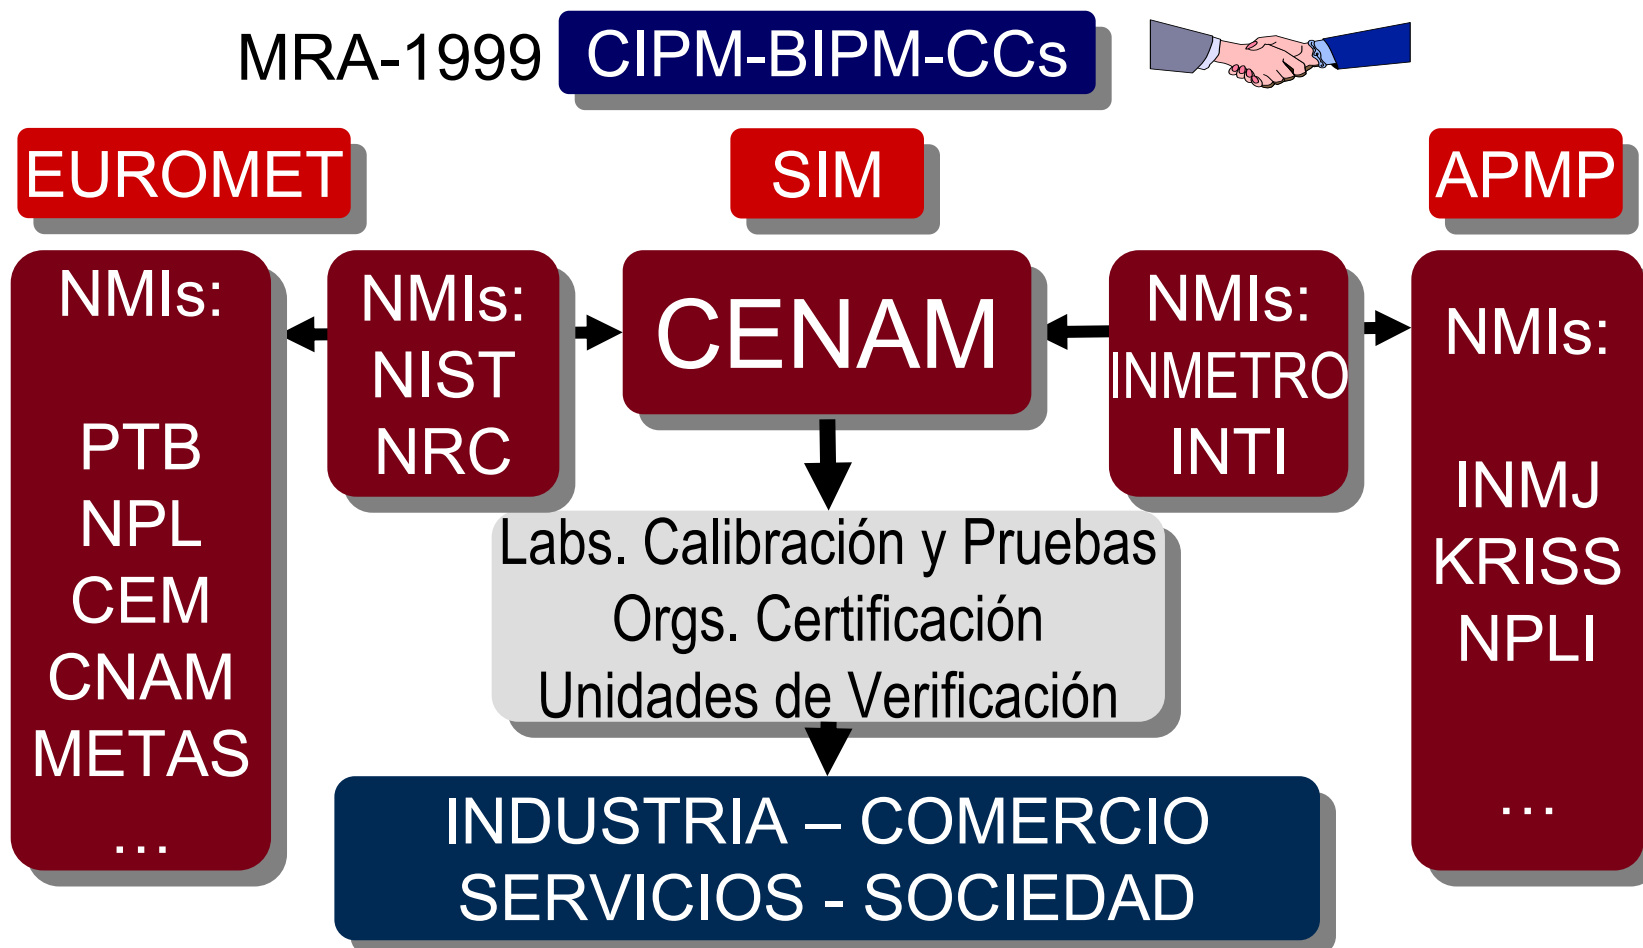 MRA-1999 CIPM-BIPM-CCs
EUROMET
SIM
APMP
NMIs:
PTB
NPL
CEM
CNAM
METAS
…
NMIs:
NIST
NRC
CENAM
NMIs:
INMETRO
INTI
NMIs:
INMJ
KRISS
NPLI
…
Labs. Calibración y Pruebas
Orgs. Certificación
Unidades de Verificación
INDUSTRIA – COMERCIO
SERVICIOS - SOCIEDAD